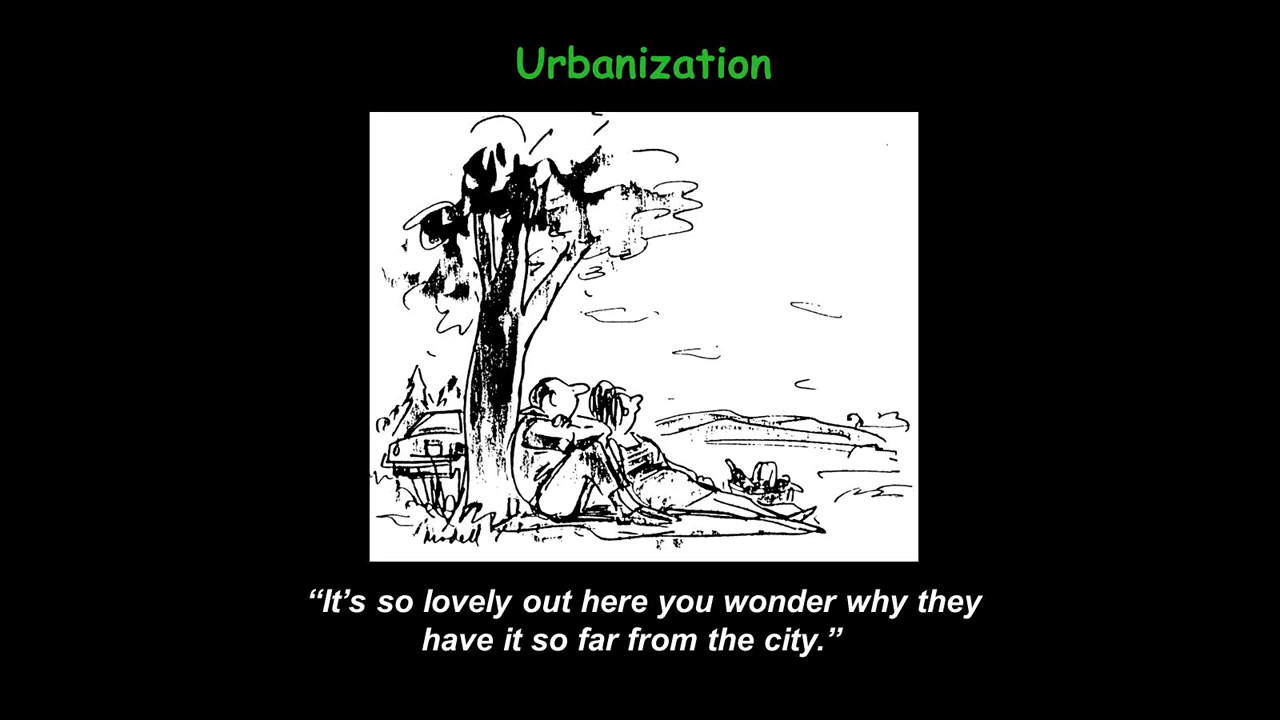 Urbanization
Modell
“It’s so lovely out here you wonder why they
have it so far from the city.”